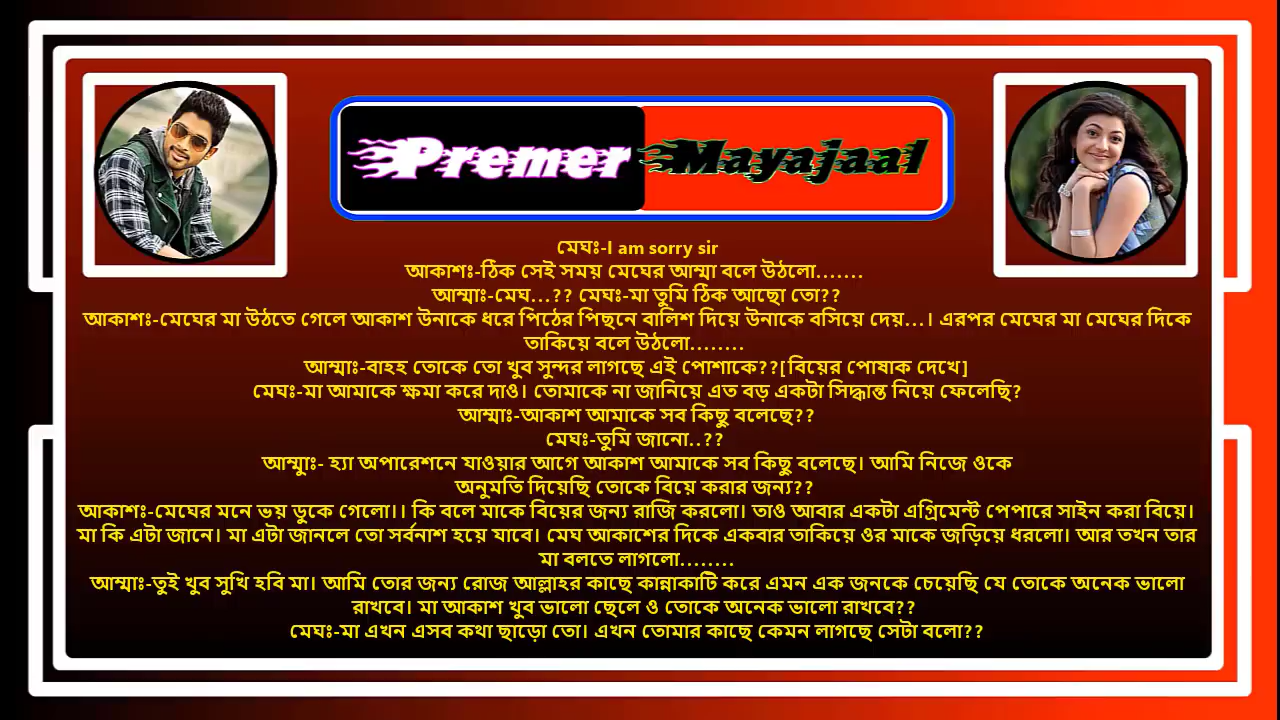 Premer Mayajaal
মেঘঃ-I am sorry sir
আকাশঃ-ঠিক সেই সময় মেঘের আম্মা বলে উঠলো.......
আম্মাঃ-মেঘ...?? মেঘঃ-মা তুমি ঠিক আছো তো??
আকাশঃ-মেঘের মা উঠতে গেলে আকাশ উনাকে ধরে পিঠের পিছনে বালিশ দিয়ে উনাকে বসিয়ে দেয়...। এরপর মেঘের মা মেঘের দিকে
তাকিয়ে বলে উঠলো........
আম্মাঃ-বাহহ তোকে তো খুব সুন্দর লাগছে এই পোশাকে??[বিয়ের পোষাক দেখে]
মেঘঃ-মা আমাকে ক্ষমা করে দাও। তোমাকে না জানিয়ে এত বড় একটা সিদ্ধান্ত নিয়ে ফেলেছি?
আম্মাঃ-আকাশ আমাকে সব কিছু বলেছে??
মেঘঃ-তুমি জানো..??
আম্মুাঃ- হ্যা অপারেশনে যাওয়ার আগে আকাশ আমাকে সব কিছু বলেছে। আমি নিজে ওকে
অনুমতি দিয়েছি তোকে বিয়ে করার জন্য??
আকাশঃ-মেঘের মনে ভয় ডুকে গেলো।। কি বলে মাকে বিয়ের জন্য রাজি করলো। তাও আবার একটা এগ্রিমেন্ট পেপারে সাইন করা বিয়ে।
মা কি এটা জানে। মা এটা জানলে তো সর্বনাশ হয়ে যাবে। মেঘ আকাশের দিকে একবার তাকিয়ে ওর মাকে জড়িয়ে ধরলো। আর তখন তার
মা বলতে লাগলো........
আম্মাঃ-তুই খুব সুখি হবি মা। আমি তোর জন্য রোজ আল্লাহর কাছে কান্নাকাটি করে এমন এক জনকে চেয়েছি যে তোকে অনেক ভালো
রাখবে। মা আকাশ খুব ভালো ছেলে ও তোকে অনেক ভালো রাখবে??
মেঘঃ-মা এখন এসব কথা ছাড়ো তো। এখন তোমার কাছে কেমন লাগছে সেটা বলো??